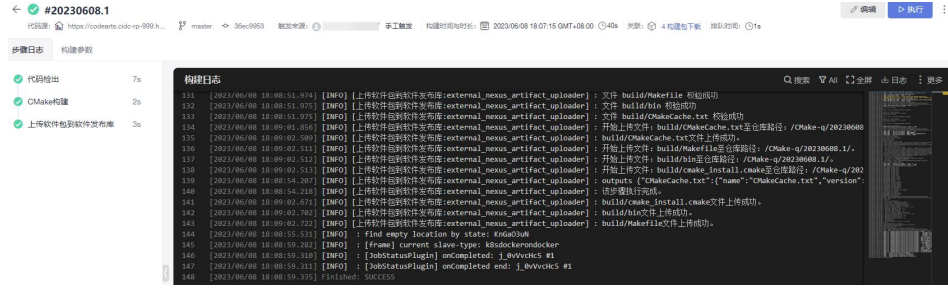 #20230608.1
编辑
执行
代码源: https://codearts.cidc-rp-999.h... master 36ec9953 触发来源: 手工触发 构建时间与时长: 2023/06/08 18:07:15 GMT+08:00 40s 关联: 4 构建包下载 排队时间: 1s
步骤日志 构建参数
代码检出 7s
CMake构建 2s
上传软件包到软件发布库 3s
构建日志 搜索 All 全屏 日志 更多
131 [2023/06/08 18:08:51.974] [INFO] [上传软件包到软件发布库:external_nexus_artifact_uploader] : 文件 build/Makefile 校验成功
132 [2023/06/08 18:08:51.975] [INFO] [上传软件包到软件发布库:external_nexus_artifact_uploader] : 文件 build/bin 校验成功
133 [2023/06/08 18:08:51.975] [INFO] [上传软件包到软件发布库:external_nexus_artifact_uploader] : 文件 build/CMakeCache.txt 校验成功
134 [2023/06/08 18:09:01.856] [INFO] [上传软件包到软件发布库:external_nexus_artifact_uploader] : 开始上传文件: build/CMakeCache.txt至仓库路径: /CMake-q/20230608
135 [2023/06/08 18:09:02.509] [INFO] [上传软件包到软件发布库:external_nexus_artifact_uploader] : build/CMakeCache.txt文件上传成功。
136 [2023/06/08 18:09:02.511] [INFO] [上传软件包到软件发布库:external_nexus_artifact_uploader] : 开始上传文件: build/Makefile至仓库路径: /CMake-q/20230608.1/。
137 [2023/06/08 18:09:02.512] [INFO] [上传软件包到软件发布库:external_nexus_artifact_uploader] : 开始上传文件: build/bin至仓库路径: /CMake-q/20230608.1/。
138 [2023/06/08 18:09:02.513] [INFO] [上传软件包到软件发布库:external_nexus_artifact_uploader] : 开始上传文件: build/cmake_install.cmake至仓库路径: /CMake-q/202
139 [2023/06/08 18:08:54.207] [INFO] [上传软件包到软件发布库:external_nexus_artifact_uploader] : outputs {"CMakeCache.txt":{"name":"CMakeCache.txt","version":
140 [2023/06/08 18:08:54.218] [INFO] [上传软件包到软件发布库:external_nexus_artifact_uploader] : 该步骤执行完成。
141 [2023/06/08 18:09:02.671] [INFO] [上传软件包到软件发布库:external_nexus_artifact_uploader] : build/cmake_install.cmake文件上传成功。
142 [2023/06/08 18:09:02.702] [INFO] [上传软件包到软件发布库:external_nexus_artifact_uploader] : build/bin文件上传成功。
143 [2023/06/08 18:09:02.722] [INFO] [上传软件包到软件发布库:external_nexus_artifact_uploader] : build/Makefile文件上传成功。
144 [2023/06/08 18:08:55.531] [INFO] : find empty location by state: KnGaO3uN
145 [2023/06/08 18:08:59.282] [INFO] : [frame] current slave-type: k8sdockerondocker
146 [2023/06/08 18:08:59.310] [INFO] : [JobStatusPlugin] onCompleted: j_0vVvcHc5 #1
147 [2023/06/08 18:08:59.311] [INFO] : [JobStatusPlugin] onCompleted end: j_0vVvcHc5 #1
148 [2023/06/08 18:08:59.335] Finished: SUCCESS